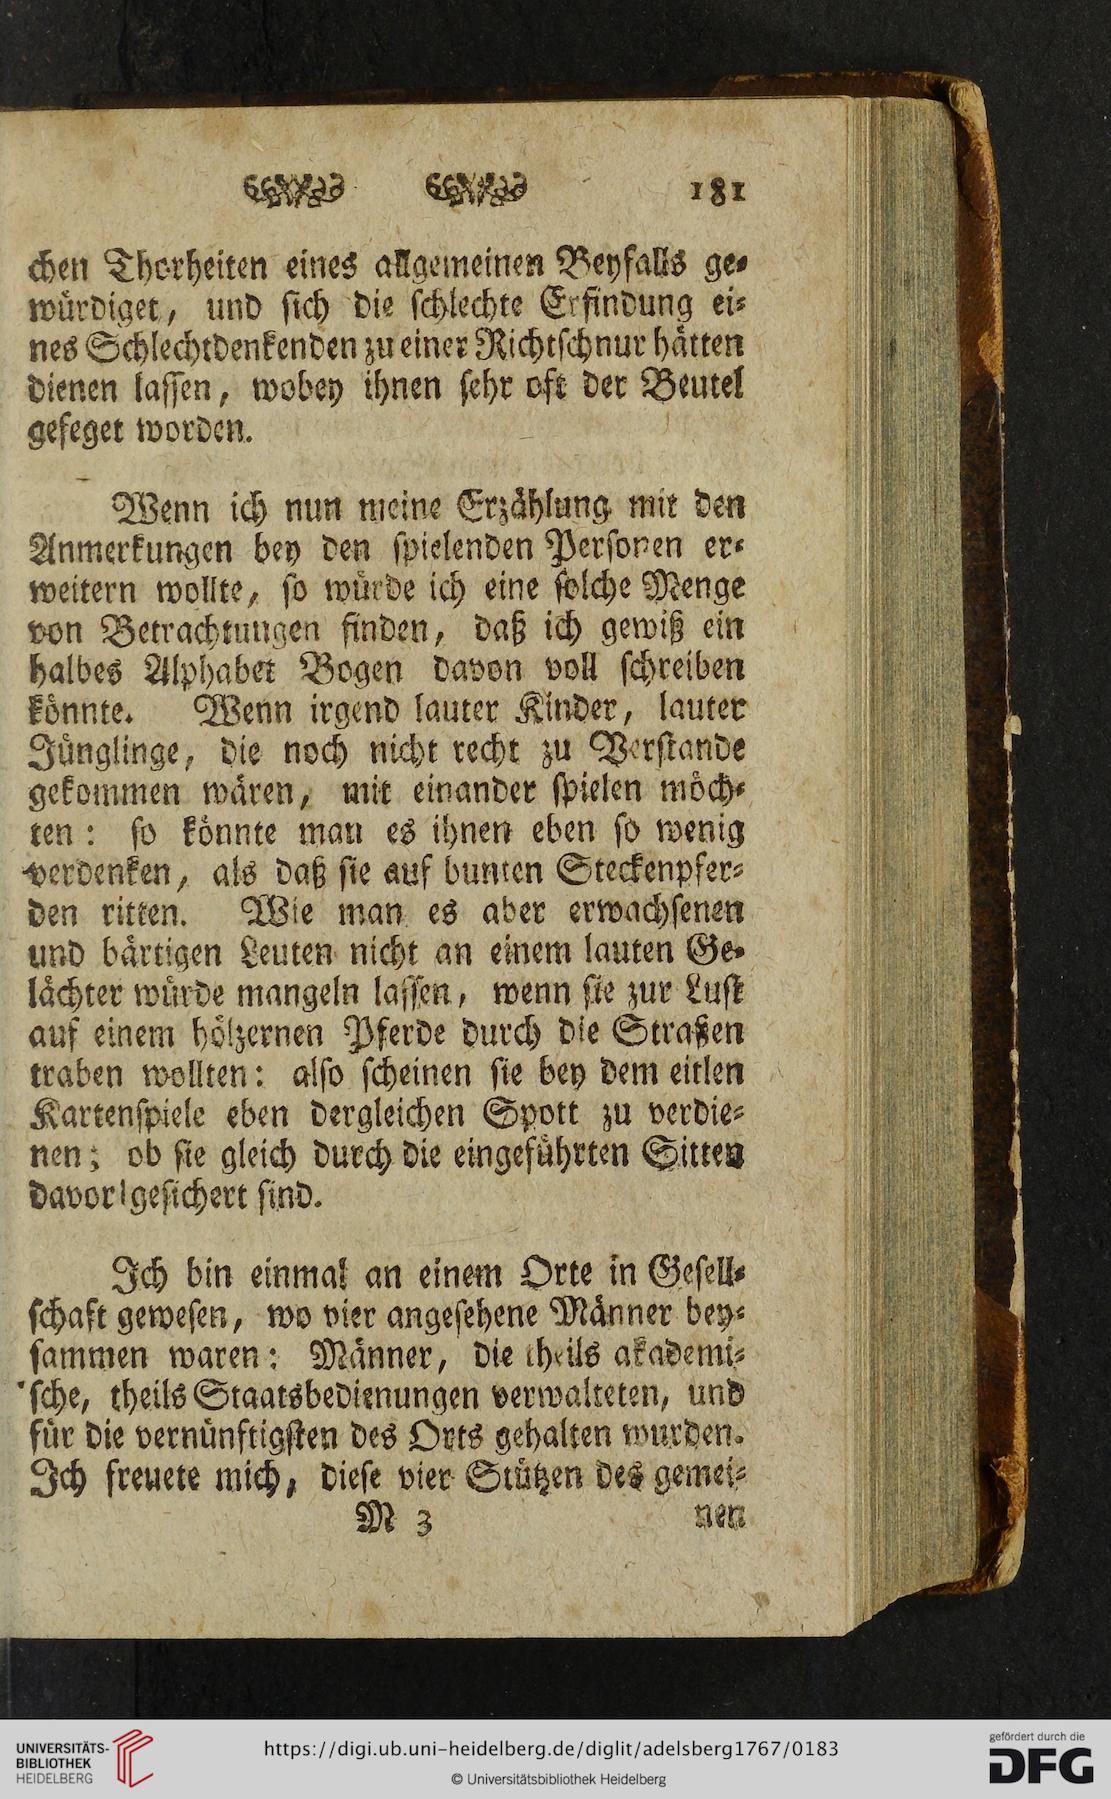 181
chen Thorheiten eines allgemeinen Beyfalls ge⸗
würdiget, und sich die schlechte Erfindung ei⸗
nes Schlechtdenkenden zu einer Richtschnur hätten
dienen lassen, wobey ihnen sehr oft der Beutel
gefeget worden.
Wenn ich nun meine Erzählung mit den
Anmerkungen bey den spielenden Personen er⸗
weitern wollte, so würde ich eine solche Menge
von Betrachtungen finden, daß ich gewiß ein
halbes Alphabet Bogen davon voll schreiben
könnte. Wenn irgend lauter Kinder, lauter
Jünglinge, die noch nicht recht zu Verstande
gekommen wären, mit einander spielen möch⸗
ten: so könnte man es ihnen eben so wenig
verdenken, als daß sie auf bunten Steckenpfer⸗
den ritten. Wie man es aber erwachsenen
und bärtigen Leuten nicht an einem lauten Ge⸗
lächter würde mangeln lassen, wenn sie zur Lust
auf einem hölzernen Pferde durch die Straßen
traben wollten: also scheinen sie bey dem eitlen
Kartenspiele eben dergleichen Spott zu verdie⸗
nen; ob sie gleich durch die eingeführten Sitten
davor gesichert sind.
Ich bin einmal an einem Orte in Gesell⸗
schaft gewesen, wo vier angesehene Männer bey⸗
sammen waren: Männer, die theils akademi⸗
sche, theils Staatsbedienungen verwalteten, und
für die vernünftigsten des Orts gehalten wurden.
Ich freuete mich, diese vier Stützen des gemei⸗
M 3 nen
UNIVERSITÄTS-
BIBLIOTHEK
HEIDELBERG
https://digi.ub.uni-heidelberg.de/diglit/adelsberg1767/0183
© Universitätsbibliothek Heidelberg
gefördert durch die
DFG